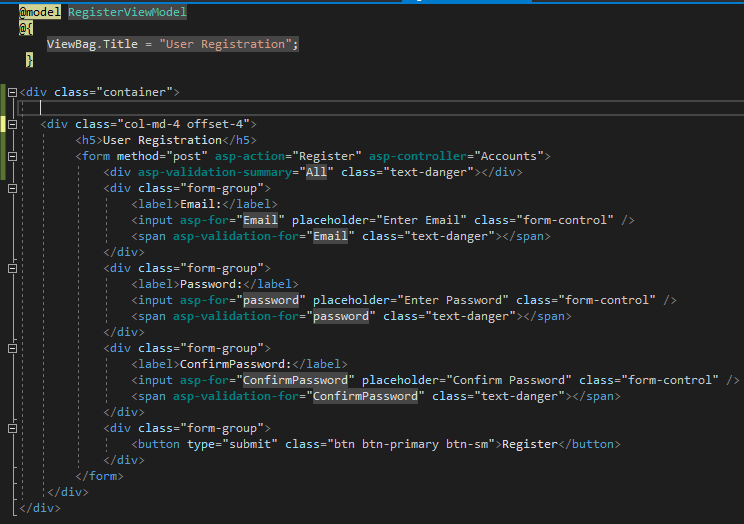 @model RegisterViewModel
@{
ViewBag.Title = "User Registration";
}
<div class="container">
<div class="col-md-4 offset-4">
<h5>User Registration</h5>
<form method="post" asp-action="Register" asp-controller="Accounts">
<div asp-validation-summary="All" class="text-danger"></div>
<div class="form-group">
<label>Email:</label>
<input asp-for="Email" placeholder="Enter Email" class="form-control" />
<span asp-validation-for="Email" class="text-danger"></span>
</div>
<div class="form-group">
<label>Password:</label>
<input asp-for="password" placeholder="Enter Password" class="form-control" />
<span asp-validation-for="password" class="text-danger"></span>
</div>
<div class="form-group">
<label>ConfirmPassword:</label>
<input asp-for="ConfirmPassword" placeholder="Confirm Password" class="form-control" />
<span asp-validation-for="ConfirmPassword" class="text-danger"></span>
</div>
<div class="form-group">
<button type="submit" class="btn btn-primary btn-sm">Register</button>
</div>
</form>
</div>
</div>